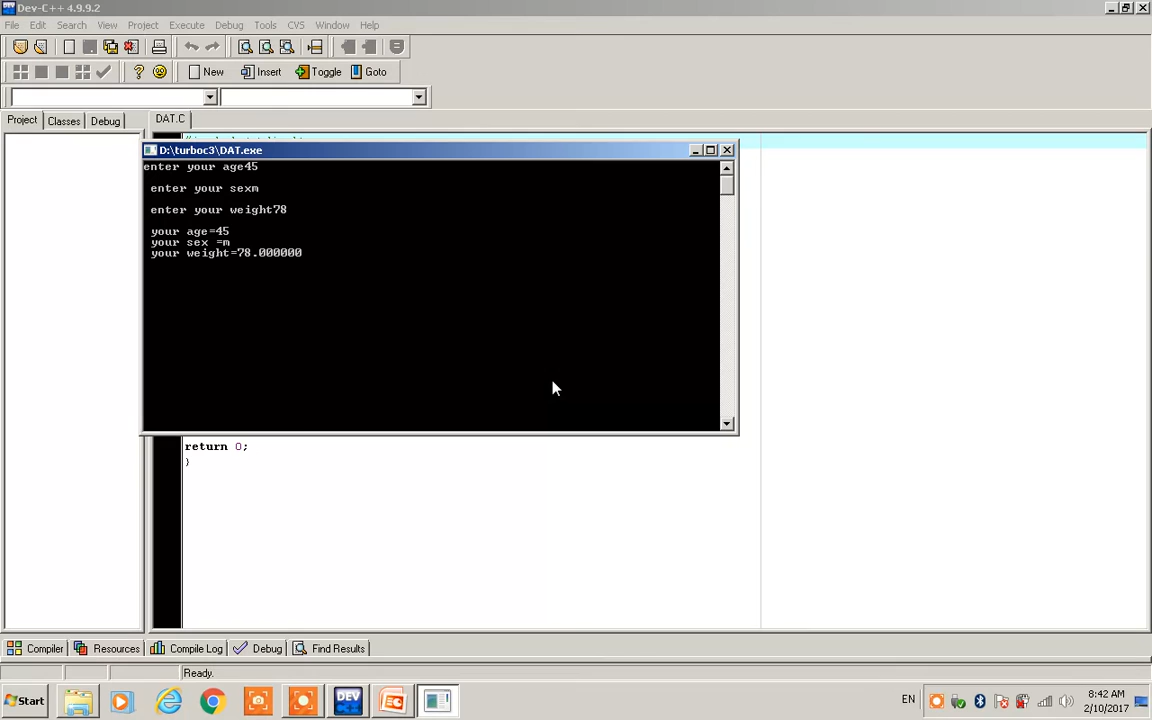 Dev-C++ 4.9.9.2
File Edit Search View Project Execute Debug Tools CVS Window Help
New Insert Toggle Goto
Project Classes Debug DAT.C
D:\turboc3\DAT.exe
enter your age45
enter your sexm
enter your weight78
your age=45
your sex =m
your weight=78.000000
return 0;
}
Compiler Resources Compile Log Debug Find Results
Ready.
Start DEV C++ EN 8:42 AM
2/10/2017